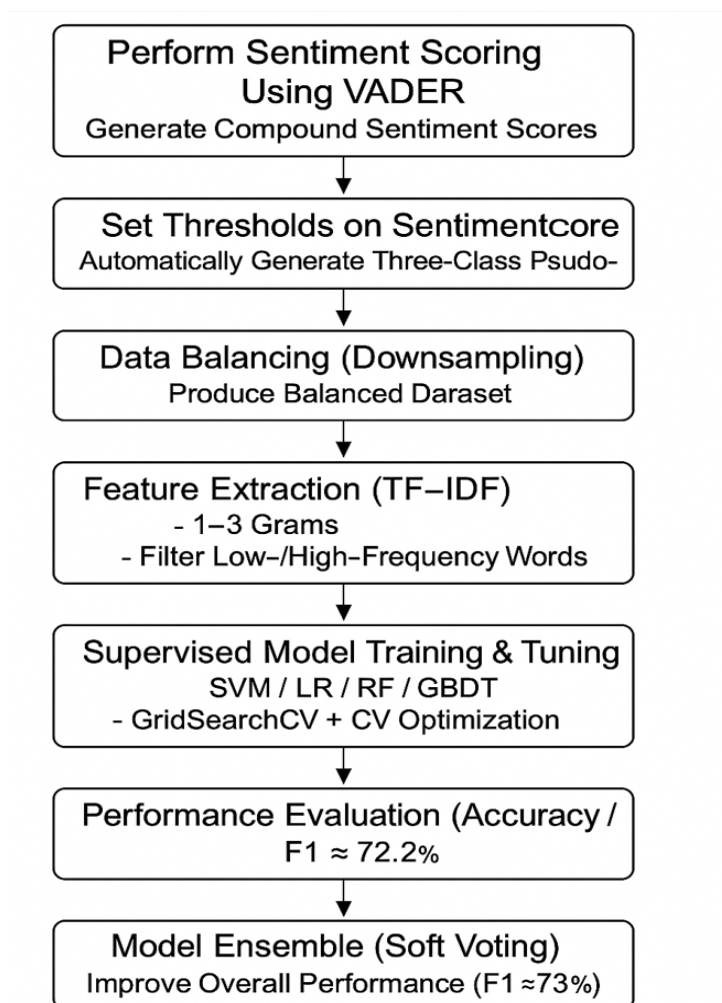 Perform Sentiment Scoring
Using VADER
Generate Compound Sentiment Scores
Set Thresholds on Sentimentcore
Automatically Generate Three-Class Psudo-
Data Balancing (Downsampling)
Produce Balanced Daraset
Feature Extraction (TF–IDF)
- 1–3 Grams
- Filter Low-/High-Frequency Words
Supervised Model Training & Tuning
SVM / LR / RF / GBDT
- GridSearchCV + CV Optimization
Performance Evaluation (Accuracy /
F1 ≈ 72.2%
Model Ensemble (Soft Voting)
Improve Overall Performance (F1 ≈73%)